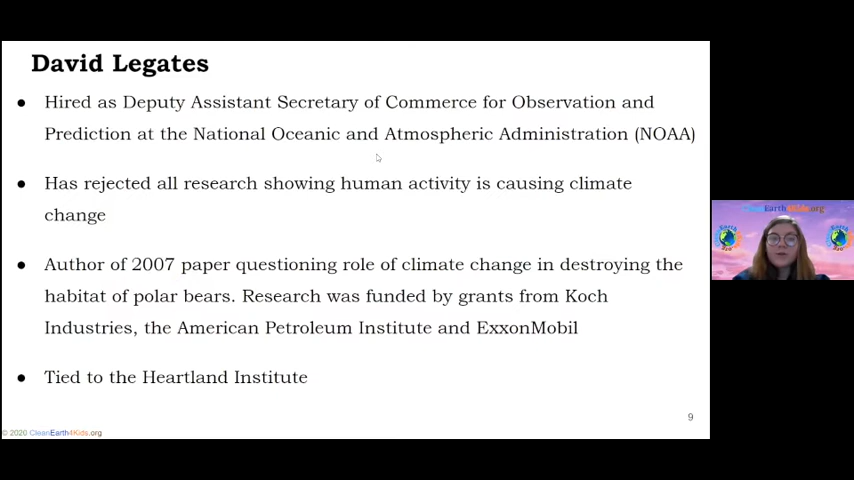 David Legates
● Hired as Deputy Assistant Secretary of Commerce for Observation and
Prediction at the National Oceanic and Atmospheric Administration (NOAA)
● Has rejected all research showing human activity is causing climate
change
● Author of 2007 paper questioning role of climate change in destroying the
habitat of polar bears. Research was funded by grants from Koch
Industries, the American Petroleum Institute and ExxonMobil
● Tied to the Heartland Institute
9
© 2020 CleanEarth4Kids.org
CleanEarth4Kids.org